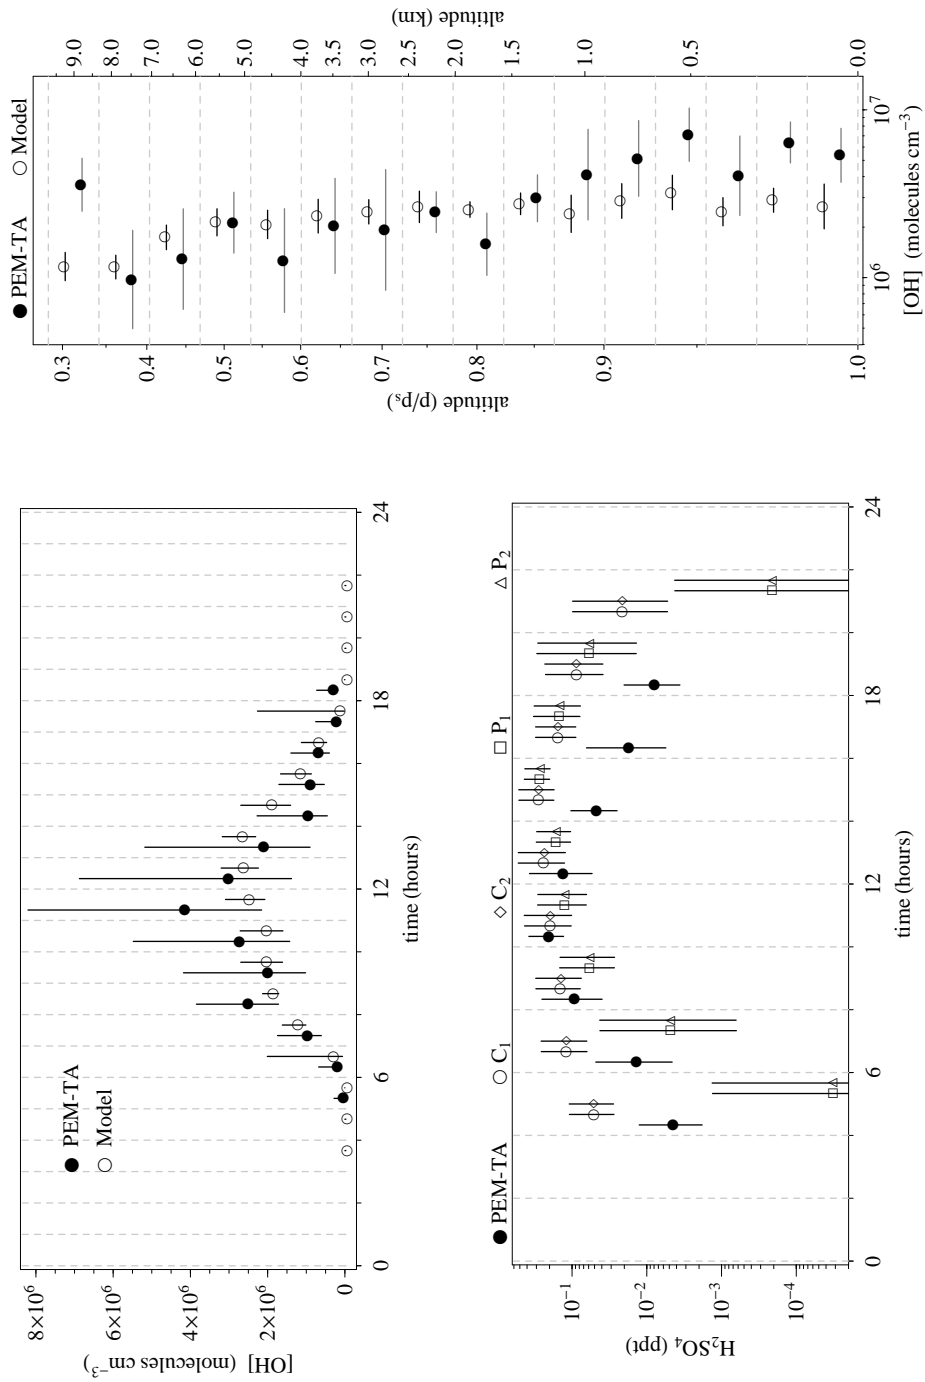 8×10⁶
6×10⁶
4×10⁶
2×10⁶
0
[OH] (molecules cm⁻³)
● PEM-TA
○ Model
0 6 12 18 24
time (hours)
● PEM-TA ○ C₁ ◇ C₂ □ P₁ △ P₂
10⁻¹
10⁻²
10⁻³
10⁻⁴
H₂SO₄ (ppt)
0 6 12 18 24
time (hours)
● PEM-TA ○ Model
0.3
0.4
0.5
0.6
0.7
0.8
0.9
1.0
altitude (p/pₛ)
9.0
8.0
7.0
6.0
5.0
4.0
3.5
3.0
2.5
2.0
1.5
1.0
0.5
0.0
altitude (km)
10⁶ 10⁷
[OH] (molecules cm⁻³)